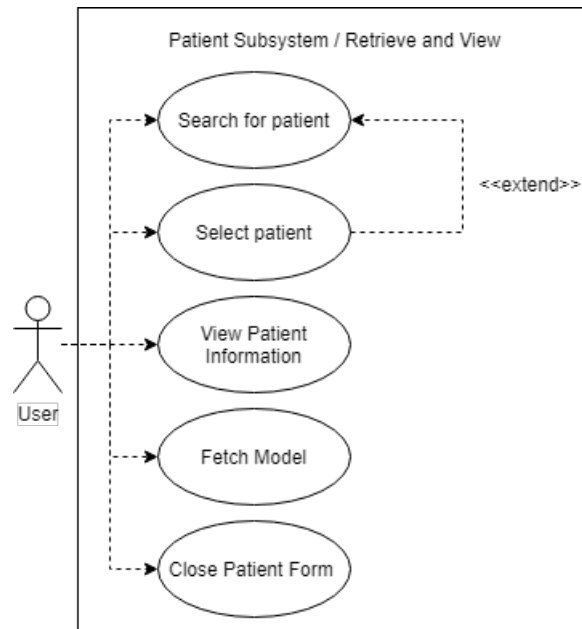 Patient Subsystem / Retrieve and View
Search for patient
<<extend>>
Select patient
View Patient
Information
User
Fetch Model
Close Patient Form